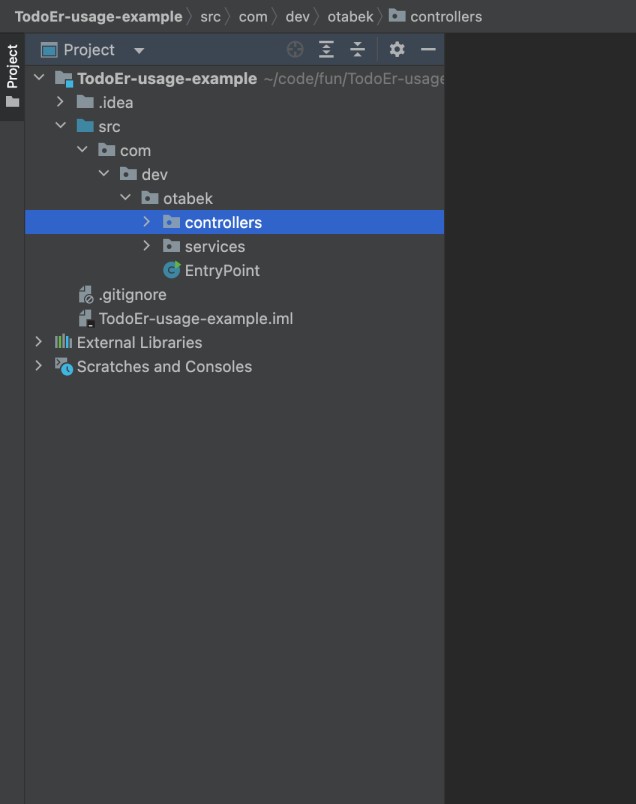 TodoEr-usage-example src com dev otabek controllers
Project
Project
TodoEr-usage-example ~/code/fun/TodoEr-usage
.idea
src
com
dev
otabek
controllers
services
EntryPoint
.gitignore
TodoEr-usage-example.iml
External Libraries
Scratches and Consoles